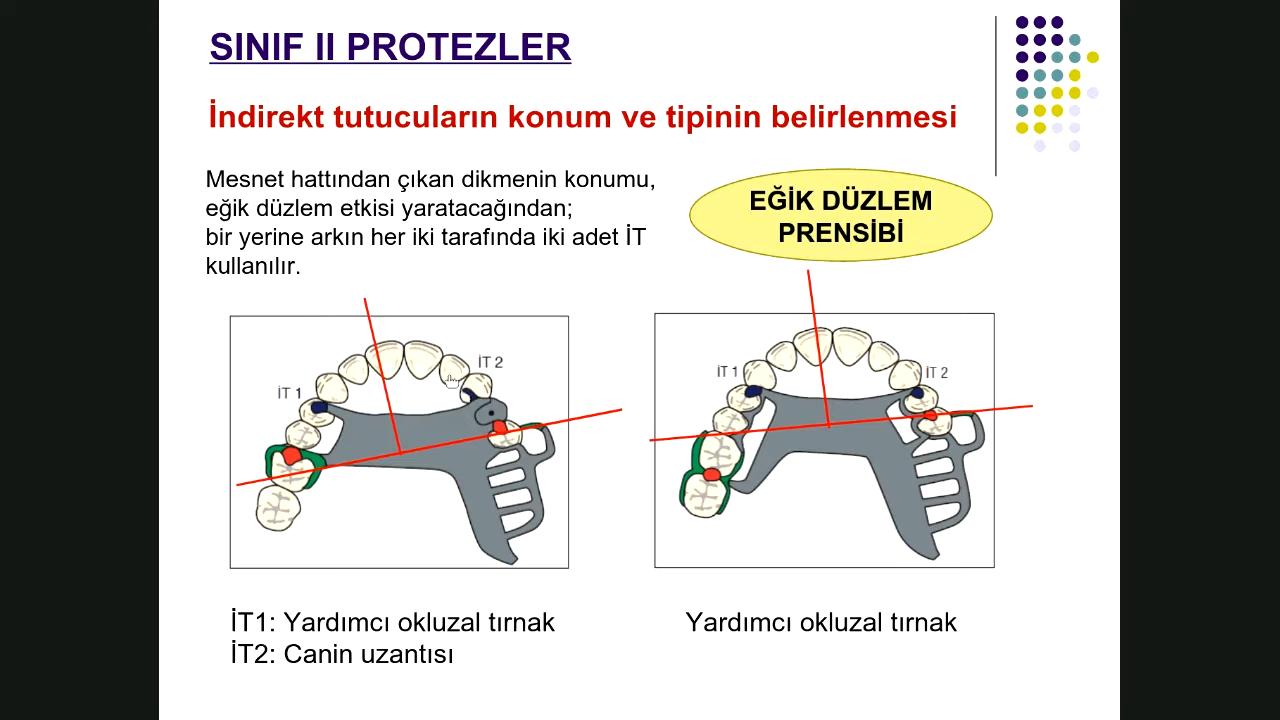 SINIF II PROTEZLER
İndirekt tutucuların konum ve tipinin belirlenmesi
Mesnet hattından çıkan dikmenin konumu,
eğik düzlem etkisi yaratacağından;
bir yerine arkın her iki tarafında iki adet İT
kullanılır.
EĞİK DÜZLEM
PRENSİBİ
İT 1
İT 2
İT 1
İT 2
İT1: Yardımcı okluzal tırnak
İT2: Canin uzantısı
Yardımcı okluzal tırnak